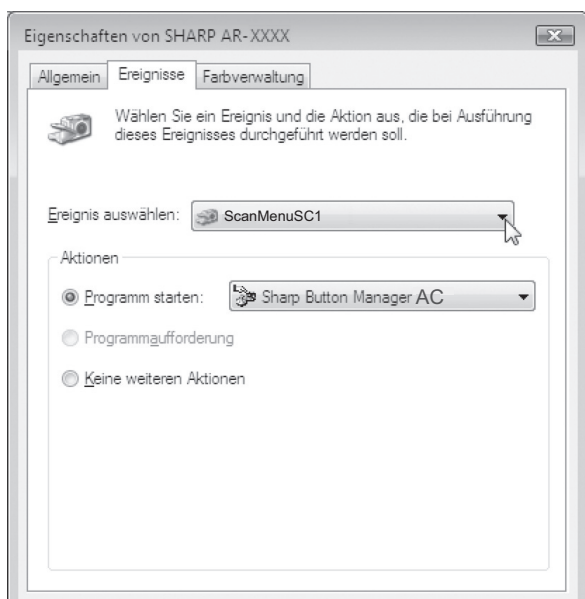 Eigenschaften von SHARP AR-XXXX
Allgemein Ereignisse Farbverwaltung
Wählen Sie ein Ereignis und die Aktion aus, die bei Ausführung
dieses Ereignisses durchgeführt werden soll.
Ereignis auswählen: ScanMenuSC1
Aktionen
Programm starten: Sharp Button Manager AC
Programmaufforderung
Keine weiteren Aktionen